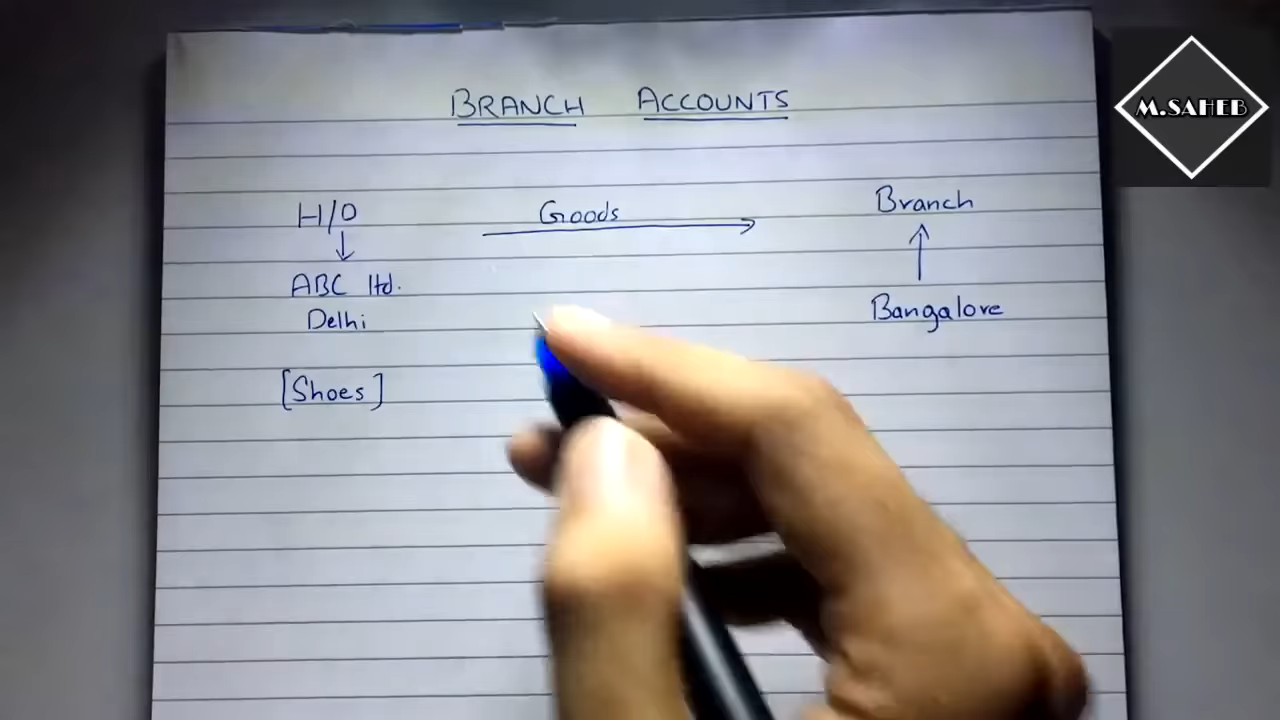 BRANCH ACCOUNTS
M.SAHEB
H/O Goods Branch
ABC ltd.
Delhi Bangalore
[Shoes]